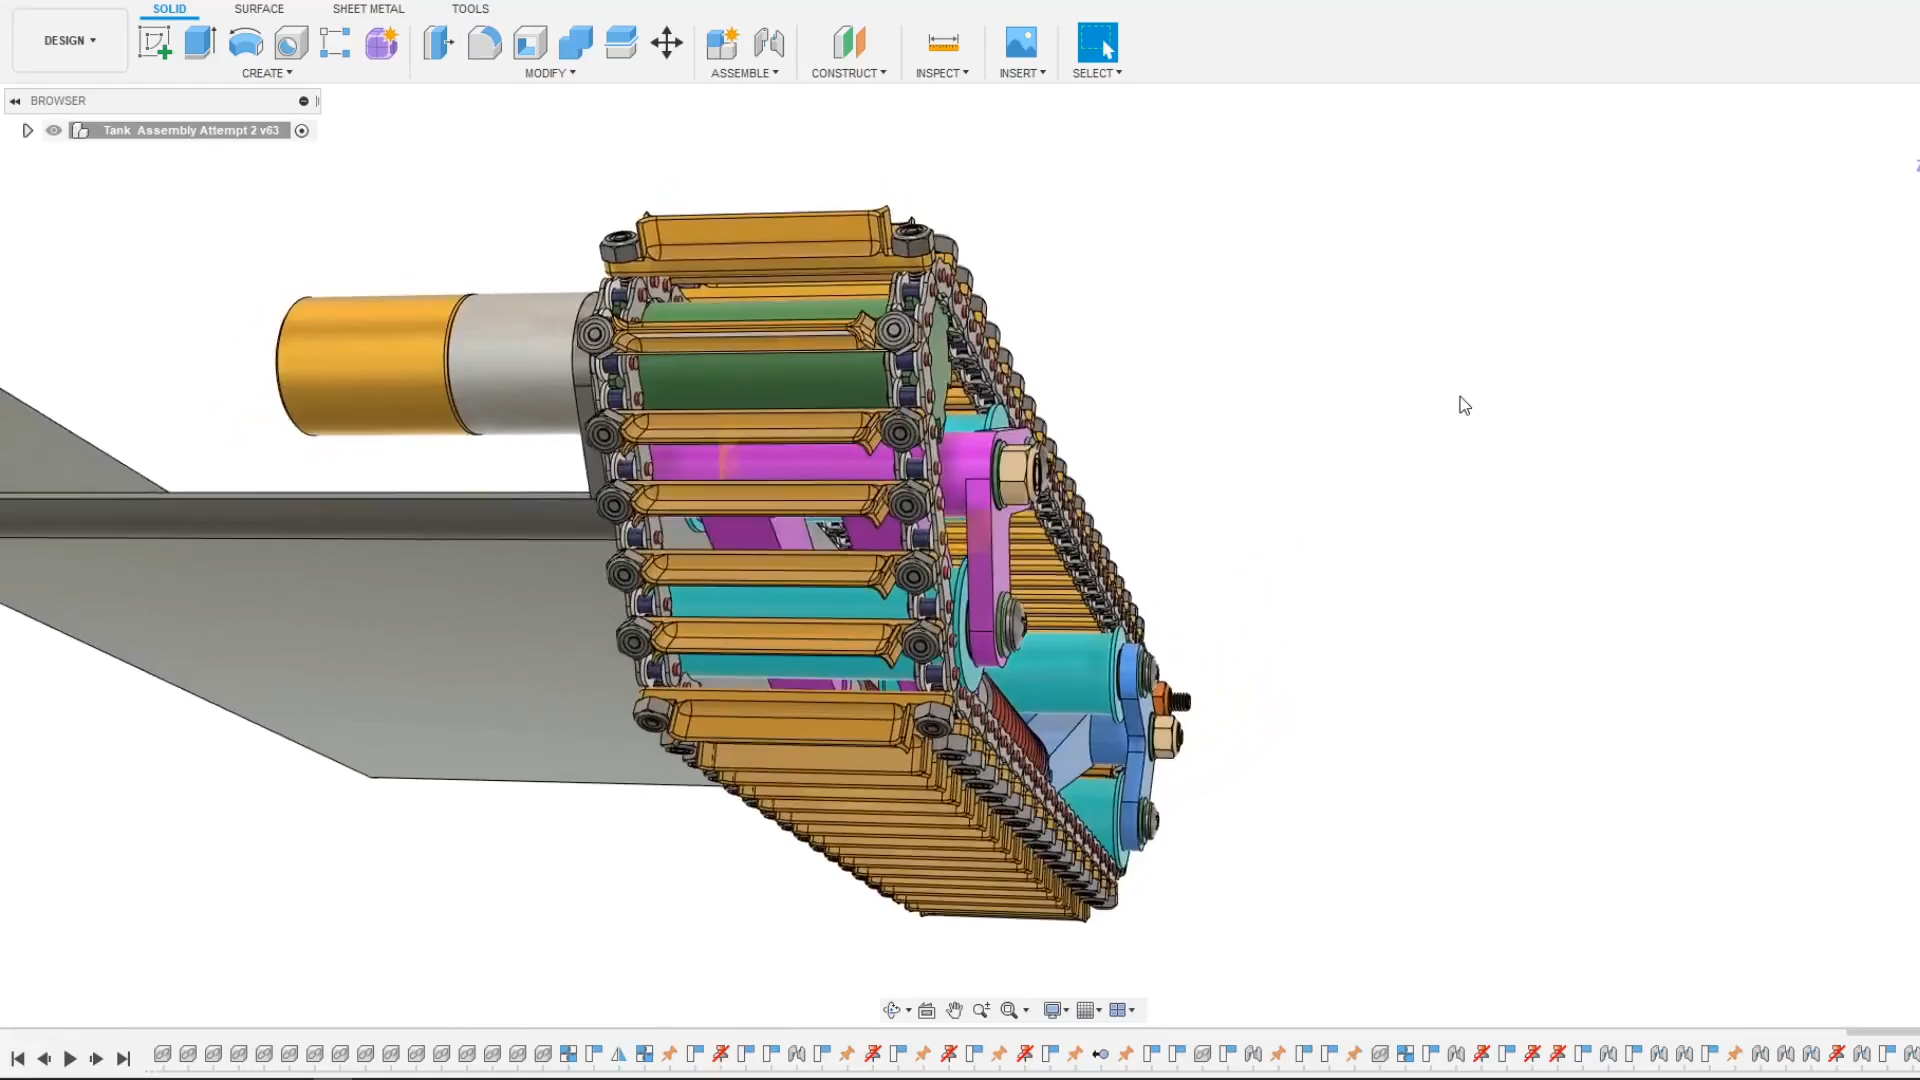 SOLID SURFACE SHEET METAL TOOLS
DESIGN
CREATE MODIFY ASSEMBLE CONSTRUCT INSPECT INSERT SELECT
BROWSER
Tank Assembly Attempt 2 v63